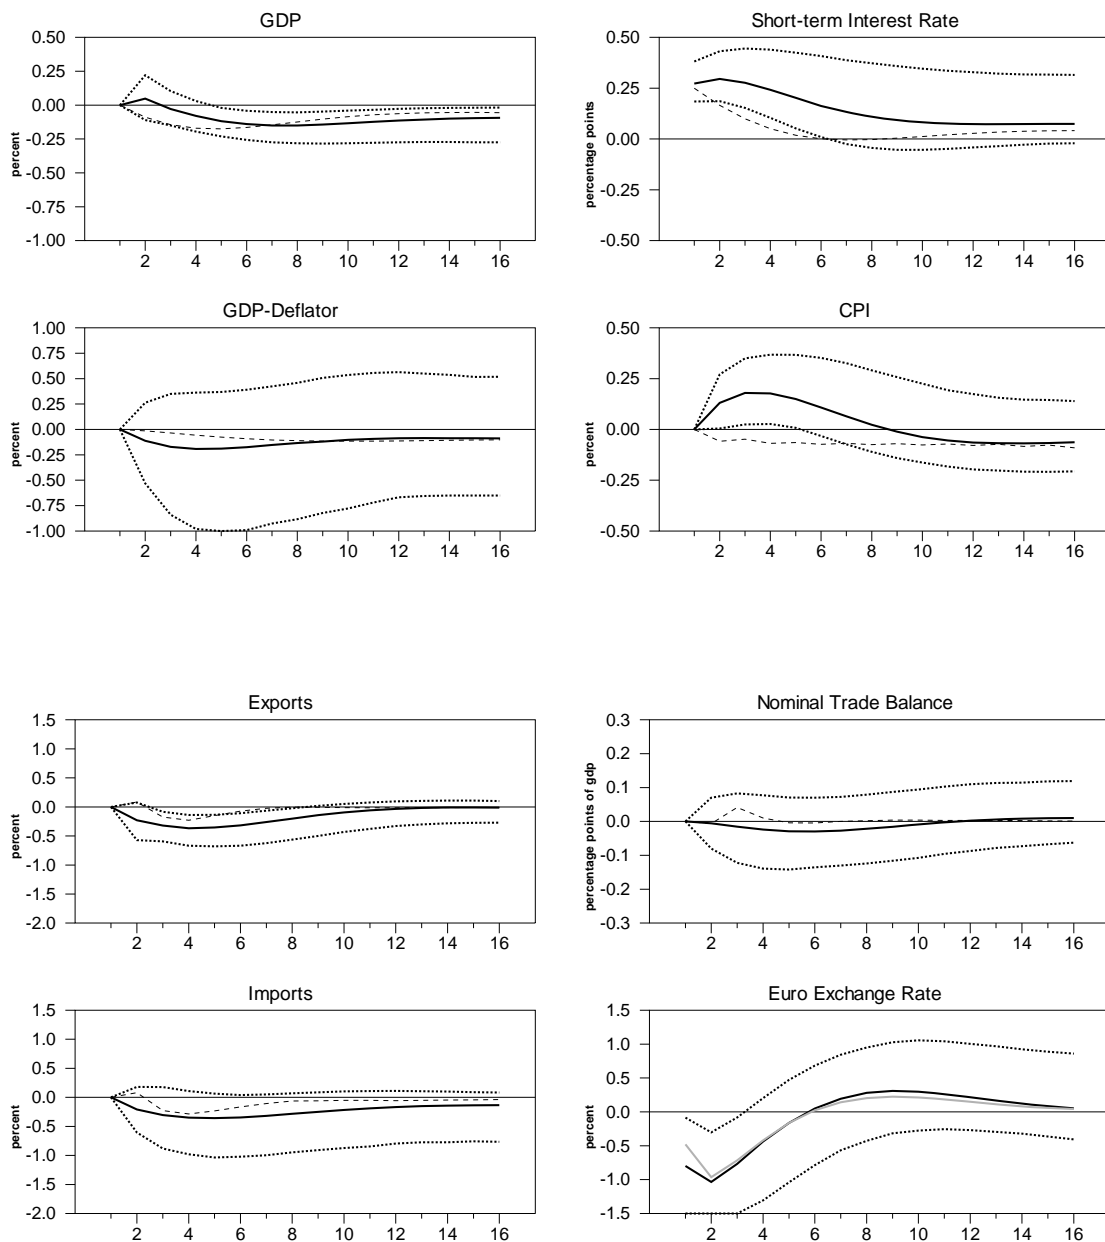 GDP
0.50
0.25
0.00
-0.25
-0.50
-0.75
-1.00
percent
2 4 6 8 10 12 14 16
Short-term Interest Rate
0.50
0.25
0.00
-0.25
-0.50
percentage points
2 4 6 8 10 12 14 16
GDP-Deflator
1.00
0.75
0.50
0.25
0.00
-0.25
-0.50
-0.75
-1.00
percent
2 4 6 8 10 12 14 16
CPI
0.50
0.25
0.00
-0.25
-0.50
percent
2 4 6 8 10 12 14 16
Exports
1.5
1.0
0.5
0.0
-0.5
-1.0
-1.5
-2.0
percent
2 4 6 8 10 12 14 16
Nominal Trade Balance
0.3
0.2
0.1
0.0
-0.1
-0.2
-0.3
percentage points of gdp
2 4 6 8 10 12 14 16
Imports
1.5
1.0
0.5
0.0
-0.5
-1.0
-1.5
-2.0
percent
2 4 6 8 10 12 14 16
Euro Exchange Rate
1.5
1.0
0.5
0.0
-0.5
-1.0
-1.5
percent
2 4 6 8 10 12 14 16